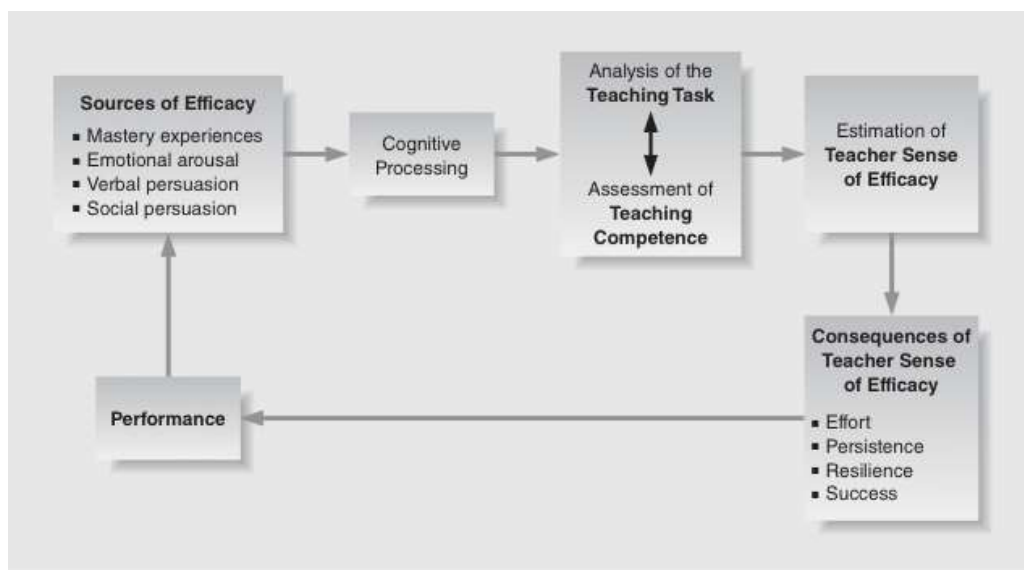 Sources of Efficacy
▪ Mastery experiences
▪ Emotional arousal
▪ Verbal persuasion
▪ Social persuasion
Cognitive
Processing
Analysis of the
Teaching Task
Assessment of
Teaching
Competence
Estimation of
Teacher Sense
of Efficacy
Consequences of
Teacher Sense
of Efficacy
▪ Effort
▪ Persistence
▪ Resilience
▪ Success
Performance